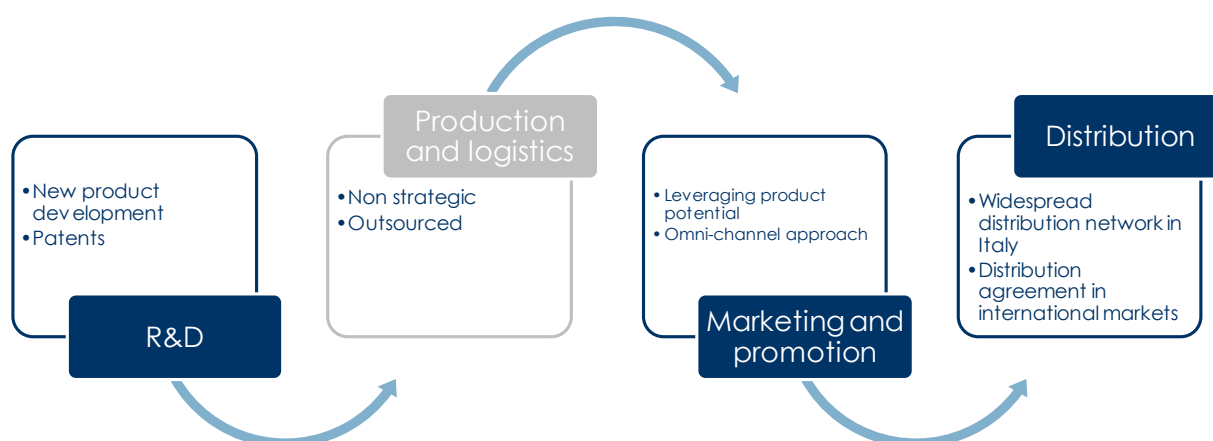 •New product
development
•Patents
R&D
Production
and logistics
•Non strategic
•Outsourced
•Leveraging product
potential
•Omni-channel approach
Marketing and
promotion
Distribution
•Widespread
distribution network in
Italy
•Distribution
agreement in
international markets